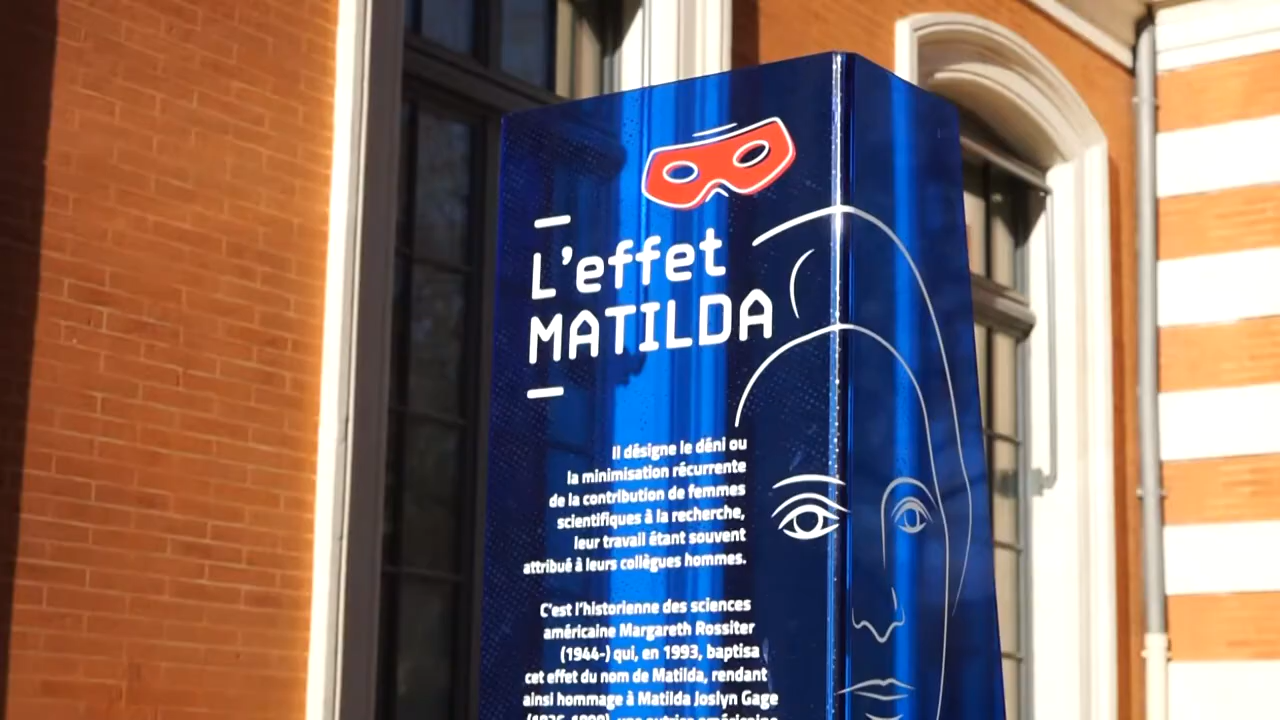 L'effet
MATILDA
Il désigne le déni ou
la minimisation récurrente
de la contribution de femmes
scientifiques à la recherche,
leur travail étant souvent
attribué à leurs collègues hommes.
C'est l'historienne des sciences
américaine Margareth Rossiter
(1944-) qui, en 1993, baptisa
cet effet du nom de Matilda, rendant
ainsi hommage à Matilda Joslyn Gage